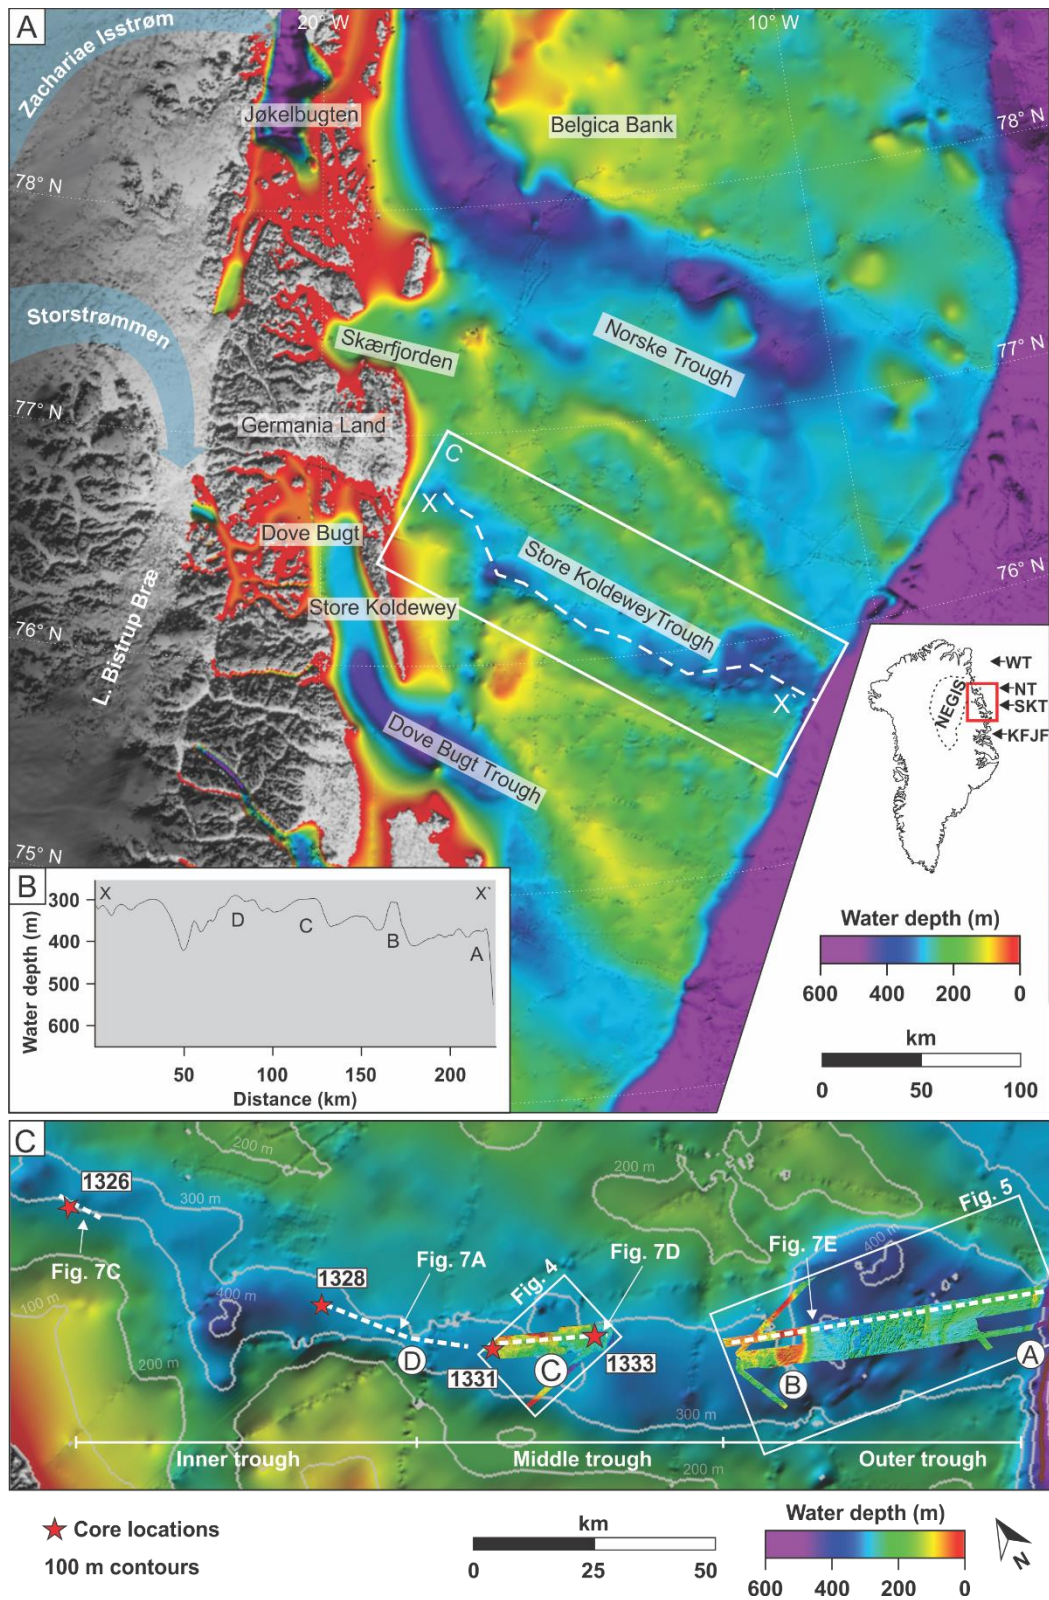 A
20° W
10° W
Zachariae Isstrøm
Jøkelbugten
Belgica Bank
78° N
78° N
Storstrømmen
Skærfjorden
Norske Trough
77° N
77° N
Germania Land
C
X
Dove Bugt
Store Koldewey Trough
76° N
Store Koldewey
76° N
L. Bistrup Bræ
X`
Dove Bugt Trough
75° N
WT
NT
SKT
KFJF
NEGIS
Water depth (m)
600 400 200 0
km
0 50 100
B
X X`
300
400
500
600
Water depth (m)
D C B A
50 100 150 200
Distance (km)
C
200 m
1326
300 m
200 m
Fig. 5
Fig. 7C
1328
Fig. 7A
Fig. 4
Fig. 7D
Fig. 7E
400 m
100 m
400 m
D
1331
C
1333
B
A
200 m
300 m
200 m
Inner trough Middle trough Outer trough
Core locations
100 m contours
km
0 25 50
Water depth (m)
600 400 200 0
N